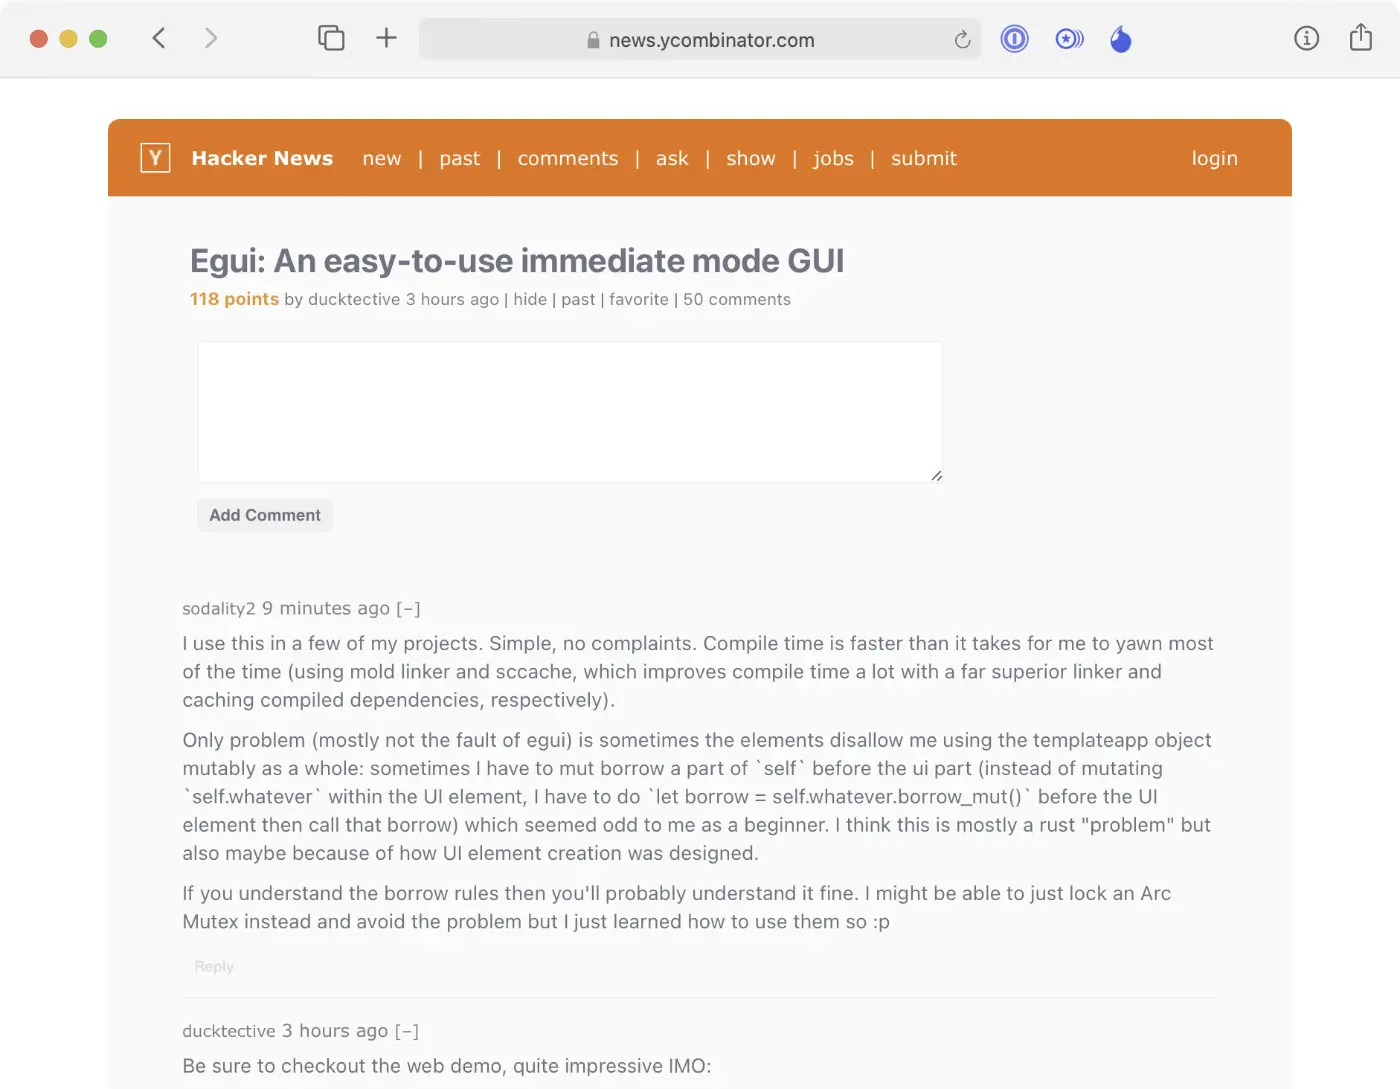 news.ycombinator.com
Y Hacker News new | past | comments | ask | show | jobs | submit login
Egui: An easy-to-use immediate mode GUI
118 points by ducktective 3 hours ago | hide | past | favorite | 50 comments
Add Comment
sodality2 9 minutes ago [–]
I use this in a few of my projects. Simple, no complaints. Compile time is faster than it takes for me to yawn most
of the time (using mold linker and sccache, which improves compile time a lot with a far superior linker and
caching compiled dependencies, respectively).
Only problem (mostly not the fault of egui) is sometimes the elements disallow me using the templateapp object
mutably as a whole: sometimes I have to mut borrow a part of `self` before the ui part (instead of mutating
`self.whatever` within the UI element, I have to do `let borrow = self.whatever.borrow_mut()` before the UI
element then call that borrow) which seemed odd to me as a beginner. I think this is mostly a rust "problem" but
also maybe because of how UI element creation was designed.
If you understand the borrow rules then you'll probably understand it fine. I might be able to just lock an Arc
Mutex instead and avoid the problem but I just learned how to use them so :p
Reply
ducktective 3 hours ago [–]
Be sure to checkout the web demo, quite impressive IMO: